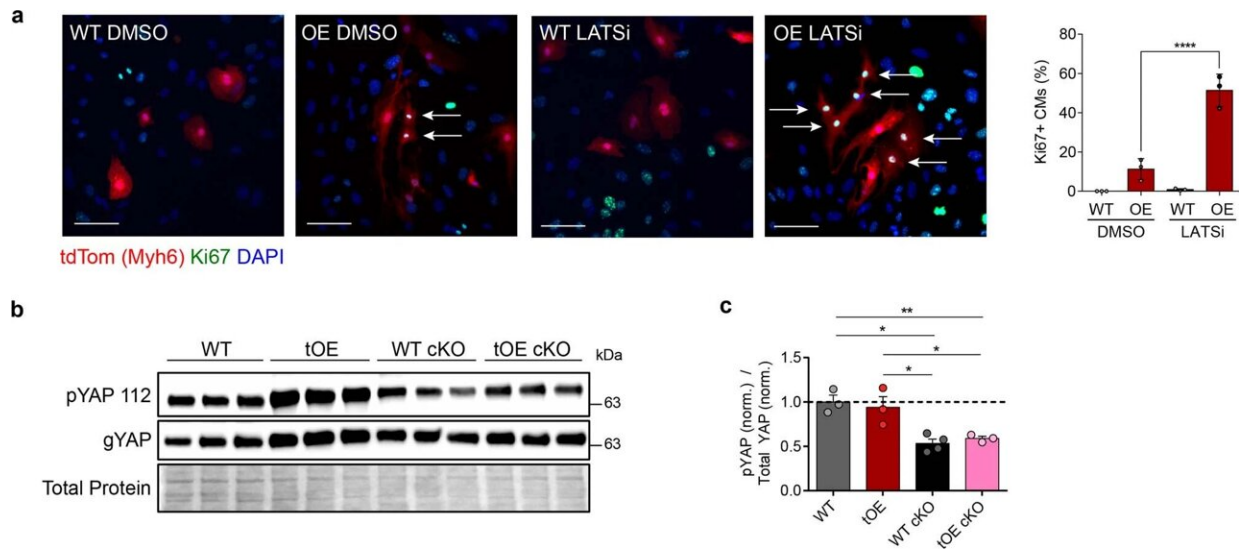 a
WT DMSO
OE DMSO
WT LATSi
OE LATSi
tdTom (Myh6) Ki67 DAPI
Ki67+ CMs (%)
80
60
40
20
0
****
WT OE WT OE
DMSO LATSi
b
WT tOE WT cKO tOE cKO kDa
pYAP 112
63
gYAP
63
Total Protein
c
pYAP (norm.) /
Total YAP (norm.)
1.5
1.0
0.5
0.0
**
*
*
*
WT
tOE
WT cKO
tOE cKO